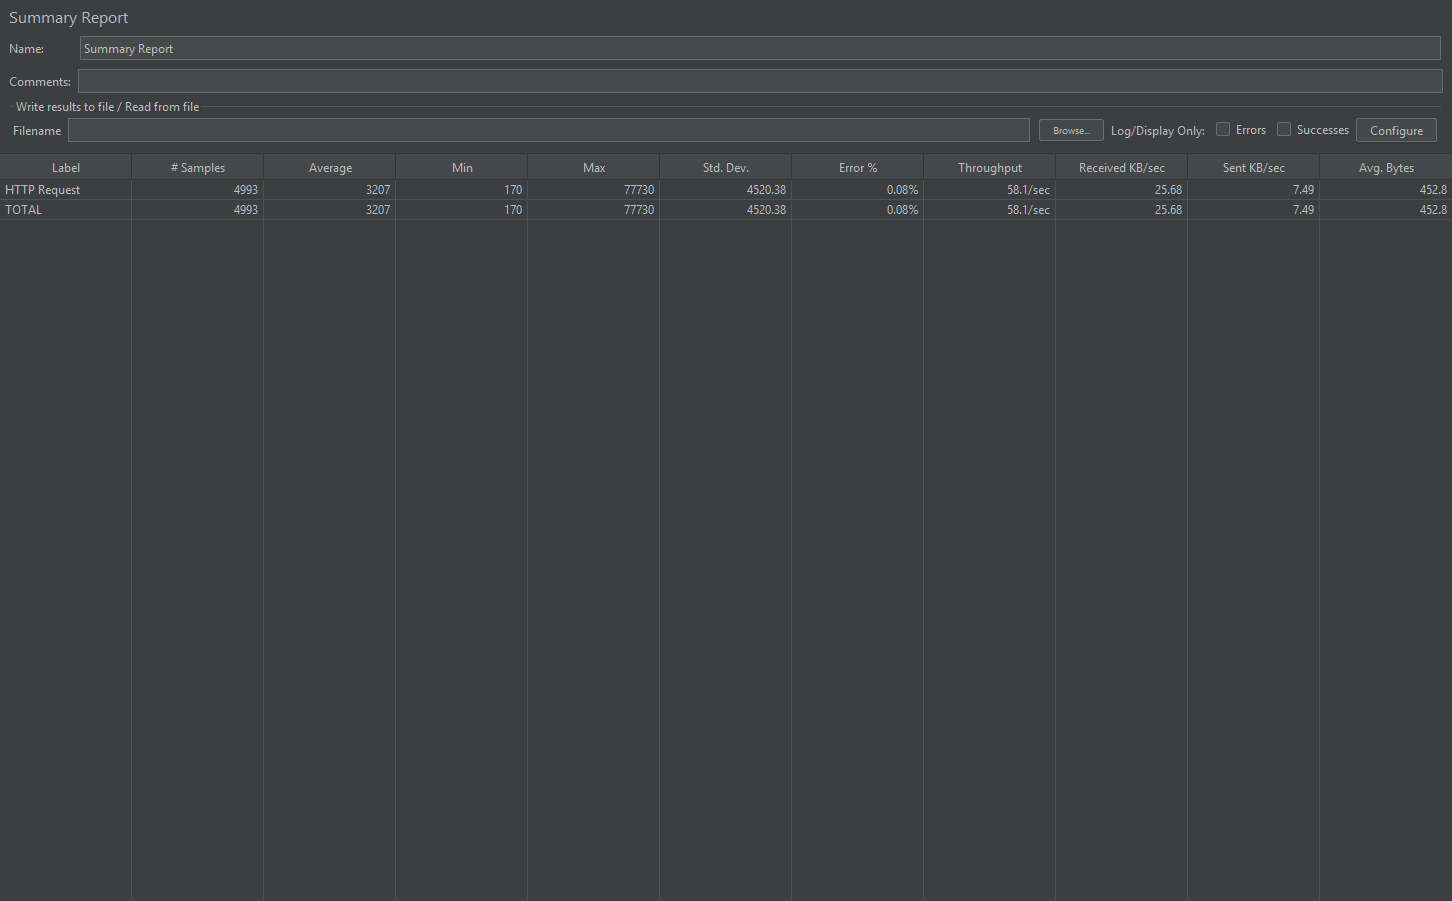 Summary Report
Name: Summary Report
Comments:
Write results to file / Read from file
Filename Browse... Log/Display Only: Errors Successes Configure
Label # Samples Average Min Max Std. Dev. Error % Throughput Received KB/sec Sent KB/sec Avg. Bytes
HTTP Request 4993 3207 170 77730 4520.38 0.08% 58.1/sec 25.68 7.49 452.8
TOTAL 4993 3207 170 77730 4520.38 0.08% 58.1/sec 25.68 7.49 452.8